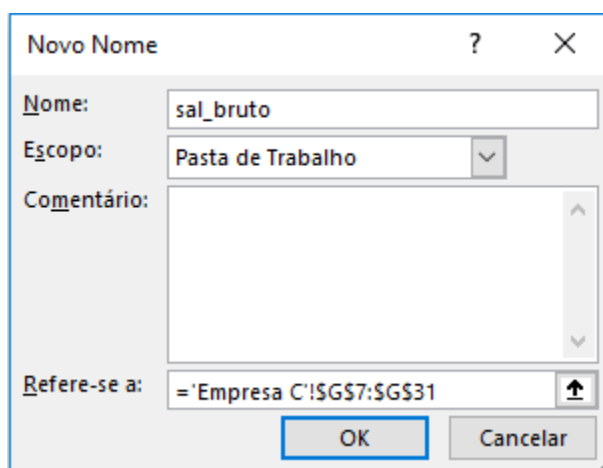 Novo Nome ? ×
Nome: sal_bruto
Escopo: Pasta de Trabalho
Comentário:
Refere-se a: ='Empresa C'!$G$7:$G$31
OK Cancelar